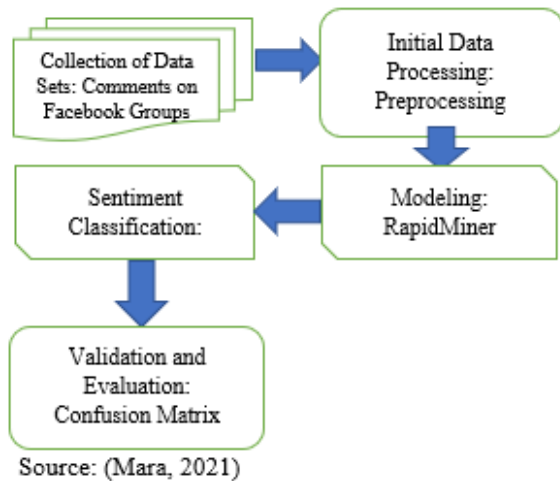 Collection of Data
Sets: Comments on
Facebook Groups
Initial Data
Processing:
Preprocessing
Modeling:
RapidMiner
Sentiment
Classification:
Validation and
Evaluation:
Confusion Matrix
Source: (Mara, 2021)